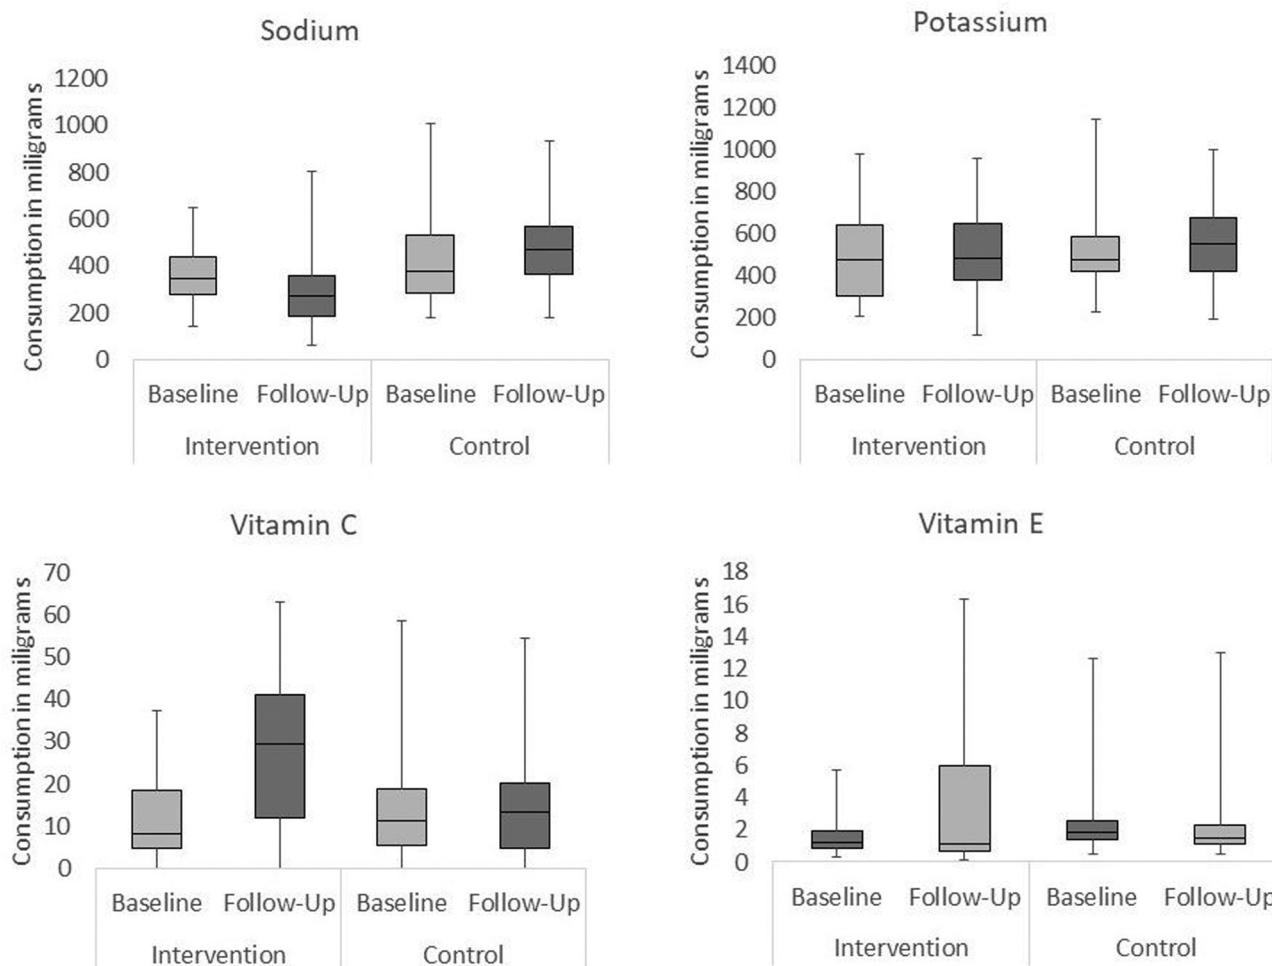 Sodium
Consumption in miligrams
1200
1000
800
600
400
200
0
Baseline Follow-Up Baseline Follow-Up
Intervention Control
Potassium
Consumption in miligrams
1400
1200
1000
800
600
400
200
0
Baseline Follow-Up Baseline Follow-Up
Intervention Control
Vitamin C
Consumption in miligrams
70
60
50
40
30
20
10
0
Baseline Follow-Up Baseline Follow-Up
Intervention Control
Vitamin E
Consumption in miligrams
18
16
14
12
10
8
6
4
2
0
Baseline Follow-Up Baseline Follow-Up
Intervention Control